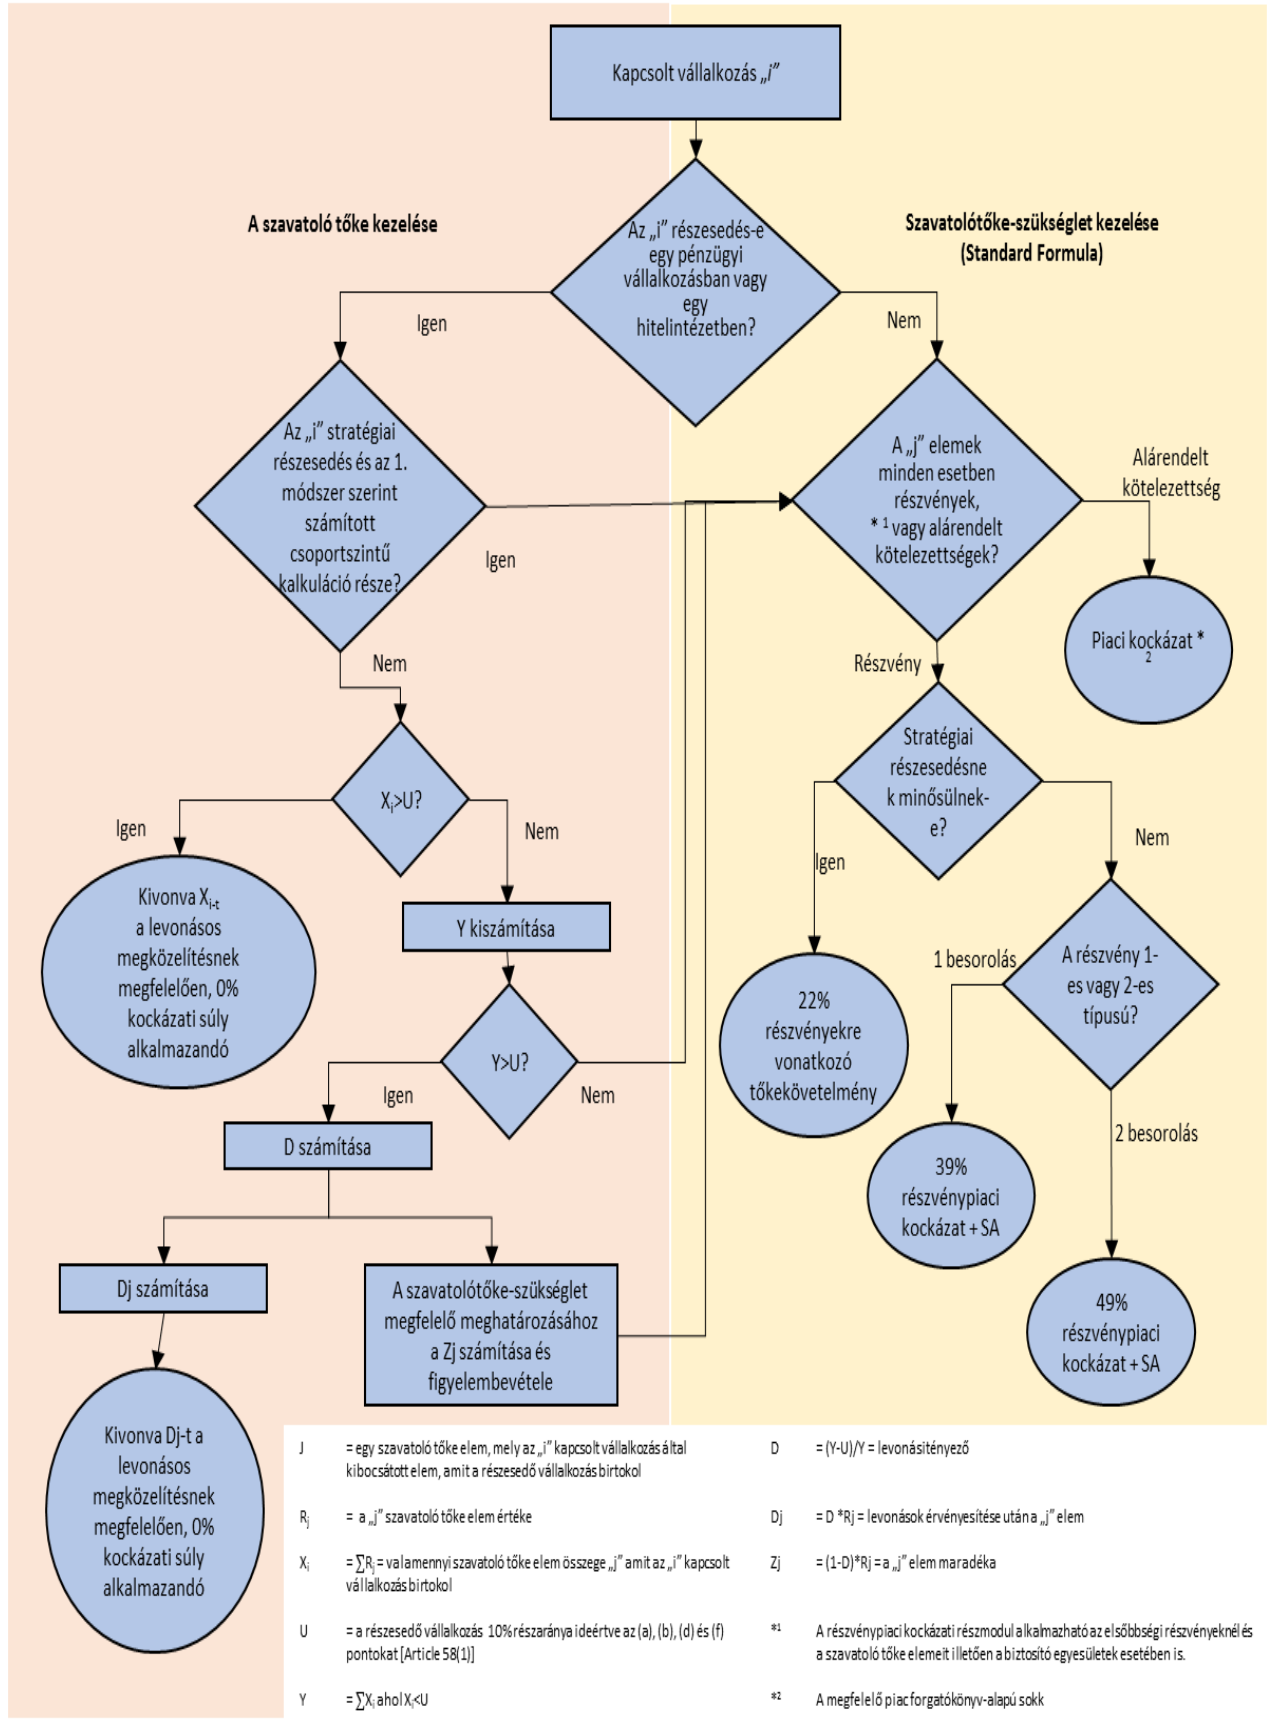 Kapcsolt vállalkozás „i”
A szavatoló tőke kezelése
Szavatolótőke-szükséglet kezelése
(Standard Formula)
Az „i” részesedés-e
egy pénzügyi
vállalkozásban vagy
egy
hitelintézetben?
Igen
Nem
Az „i” stratégiai
részesedés és az 1.
módszer szerint
számított
csoportszintű
kalkuláció része?
Igen
Nem
A „j” elemek
minden esetben
részvények,
* 1 vagy alárendelt
kötelezettségek?
Alárendelt
kötelezettség
Piaci kockázat *
2
Részvény
Stratégiai
részesedésne
k minősülnek-
e?
Igen
Nem
Xi>U?
Igen
Nem
Kivonva Xi-t
a levonásos
megközelítésnek
megfelelően, 0%
kockázati súly
alkalmazandó
Y kiszámítása
Y>U?
Igen
Nem
22%
részvényekre
vonatkozó
tőkekövetelmény
A részvény 1-
es vagy 2-es
típusú?
1 besorolás
2 besorolás
39%
részvénypiaci
kockázat + SA
49%
részvénypiaci
kockázat + SA
D számítása
Dj számítása
A szavatolótőke-szükséglet
megfelelő meghatározásához
a Zj számítása és
figyelembevétele
Kivonva Dj-t a
levonásos
megközelítésnek
megfelelően, 0%
kockázati súly
alkalmazandó
J = egy szavatoló tőke elem, mely az „i” kapcsolt vállalkozás által
kibocsátott elem, amit a részesedő vállalkozás birtokol
Rj = a „j” szavatoló tőke elem értéke
Xi = ∑Rj = valamennyi szavatoló tőke elem összege „j” amit az „i” kapcsolt
vállalkozás birtokol
U = a részesedő vállalkozás 10% részaránya ideértve az (a), (b), (d) és (f)
pontokat [Article 58(1)]
Y = ∑Xi ahol Xi<U
D = (Y-U)/Y = levonási tényező
Dj = D *Rj = levonások érvényesítése után a „j” elem
Zj = (1-D)*Rj = a „j” elem maradéka
*1 A részvénypiaci kockázati részmodul alkalmazható az elsőbbségi részvényeknél és
a szavatoló tőke elemeit illetően a biztosító egyesületek esetében is.
*2 A megfelelő piac forgatókönyv-alapú sokk